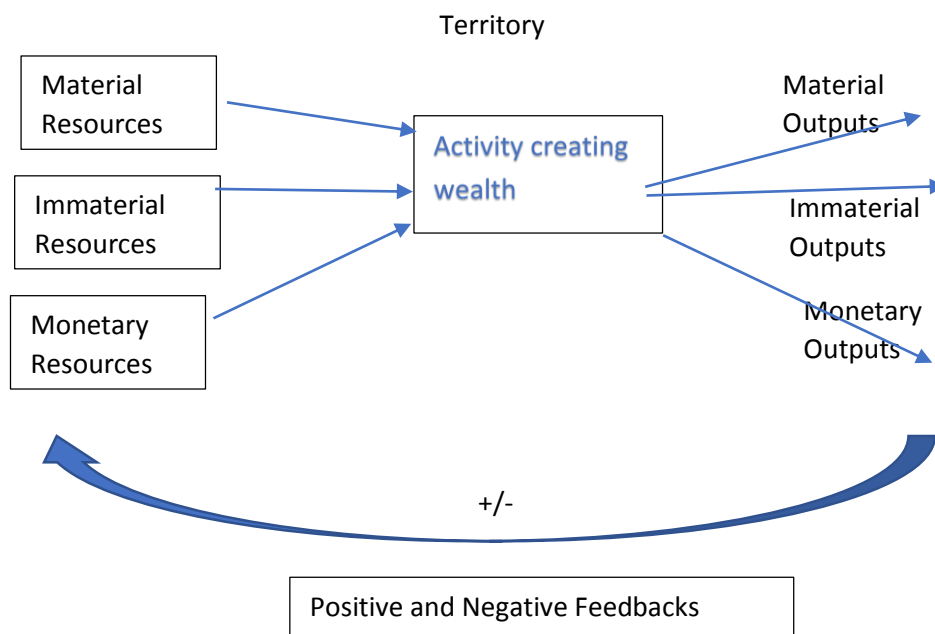 Territory
Material
Resources
Immaterial
Resources
Monetary
Resources
Activity creating
wealth
Material
Outputs
Immaterial
Outputs
Monetary
Outputs
+/-
Positive and Negative Feedbacks